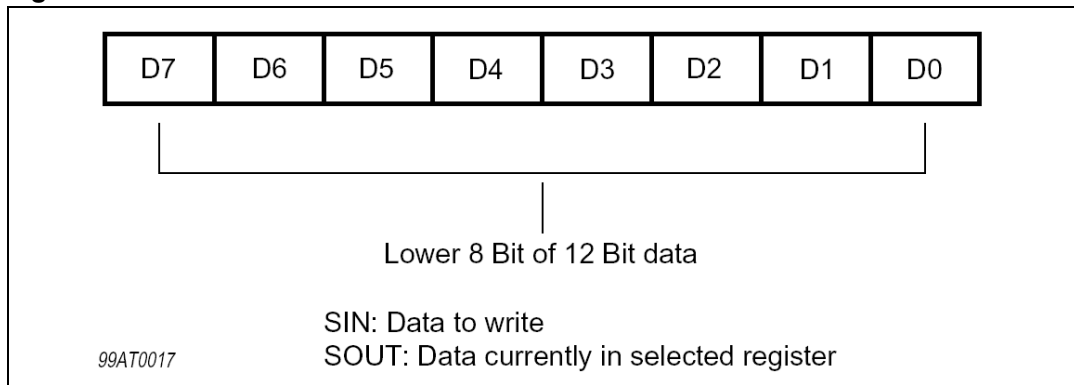 D7 D6 D5 D4 D3 D2 D1 D0
Lower 8 Bit of 12 Bit data
SIN: Data to write
99AT0017 SOUT: Data currently in selected register